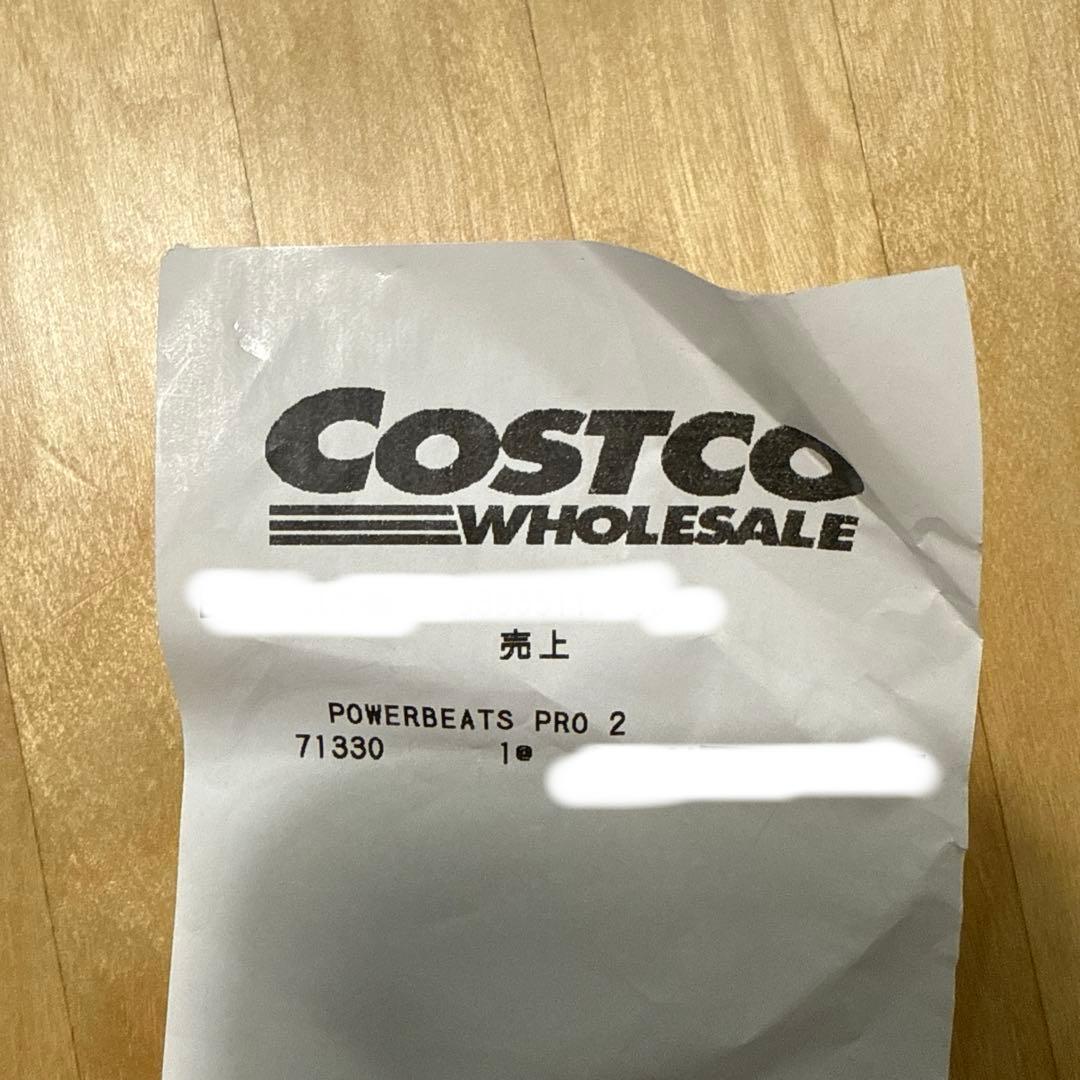 COSTCO
WHOLESALE
売上
POWERBEATS PRO 2
71330 1@